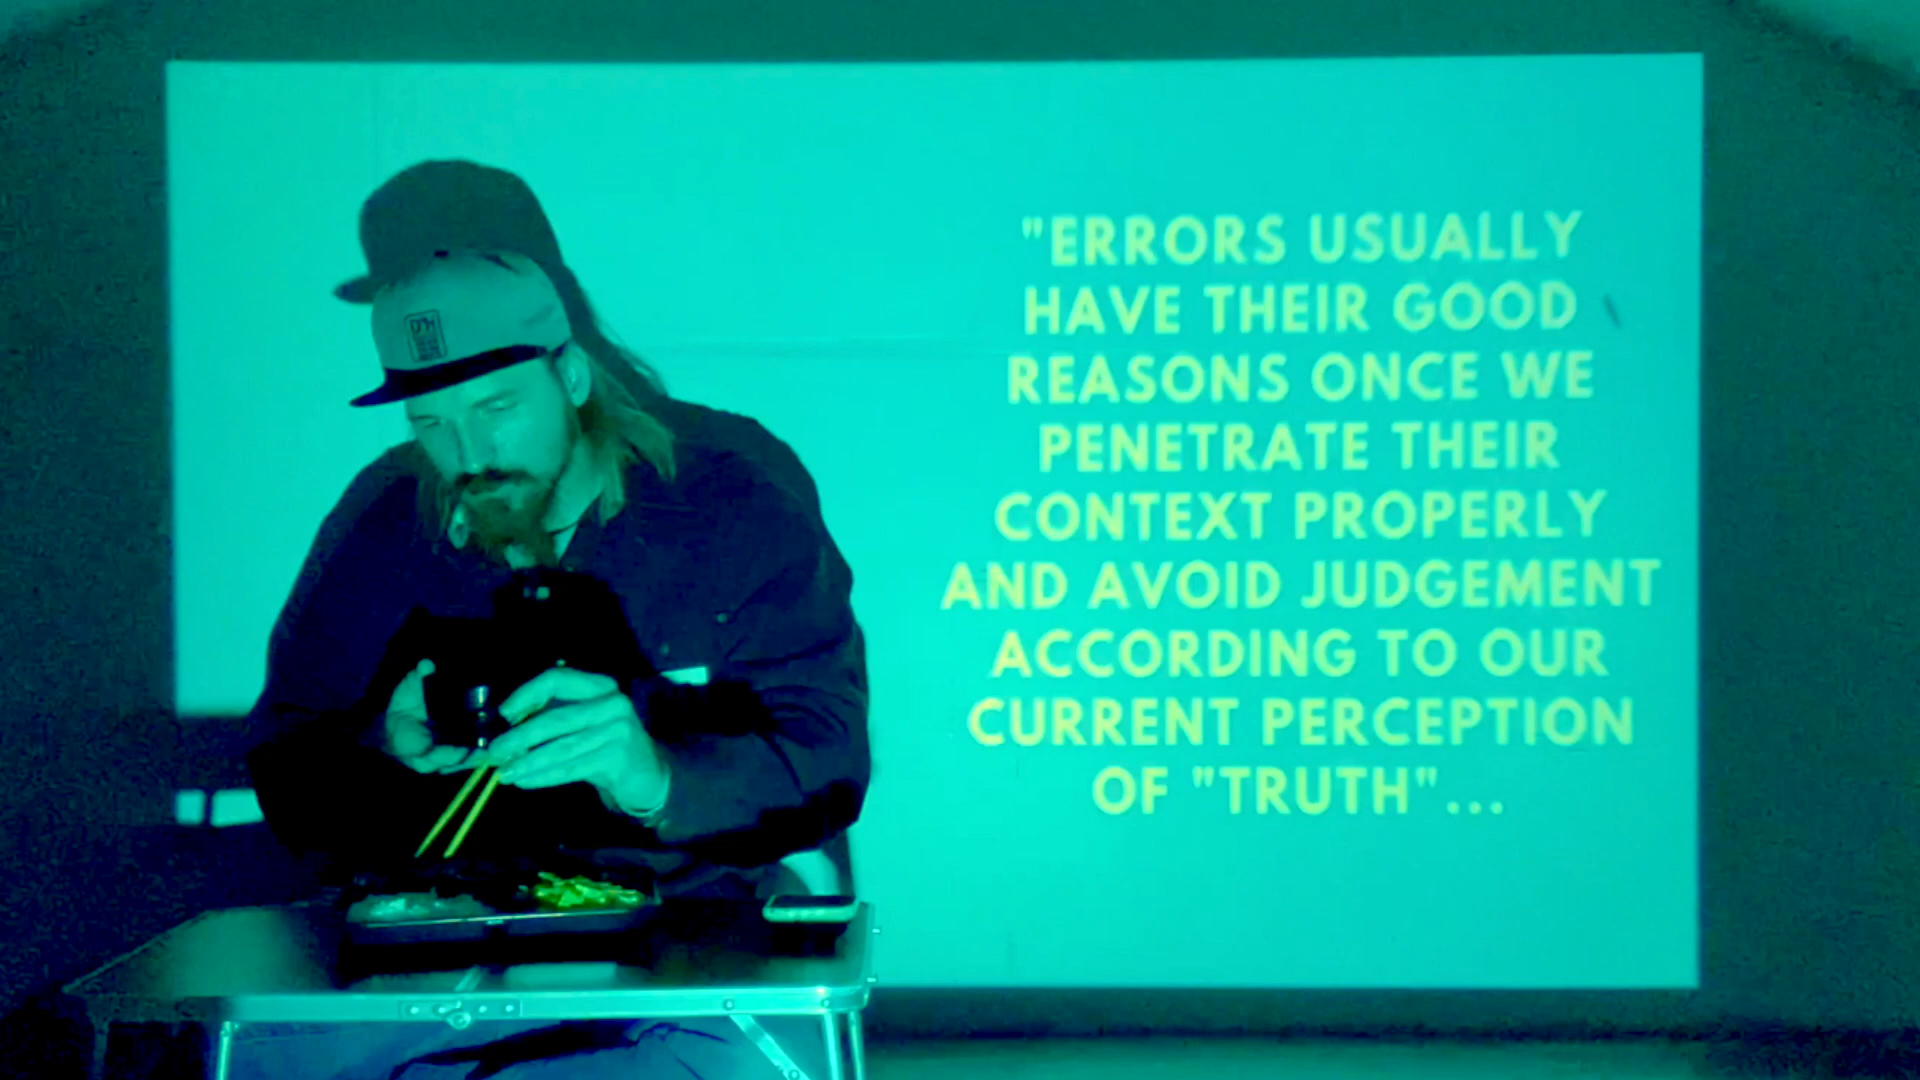 "ERRORS USUALLY
HAVE THEIR GOOD
REASONS ONCE WE
PENETRATE THEIR
CONTEXT PROPERLY
AND AVOID JUDGEMENT
ACCORDING TO OUR
CURRENT PERCEPTION
OF "TRUTH"...